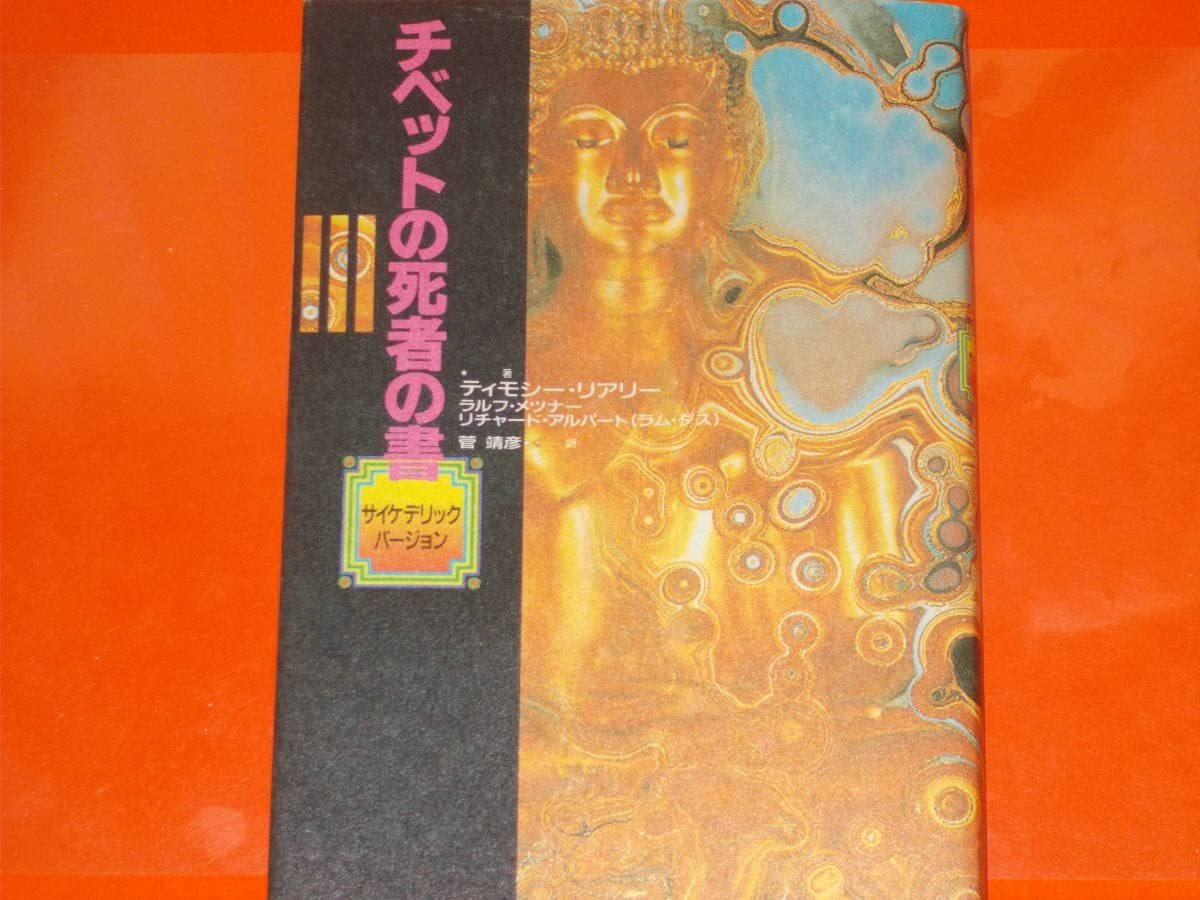 チベットの死者の書
サイケデリック
バージョン
★ 著
ティモシー・リアリー
ラルフ・メツナー
リチャード・アルパート(ラム・ダス)
菅 靖彦 訳